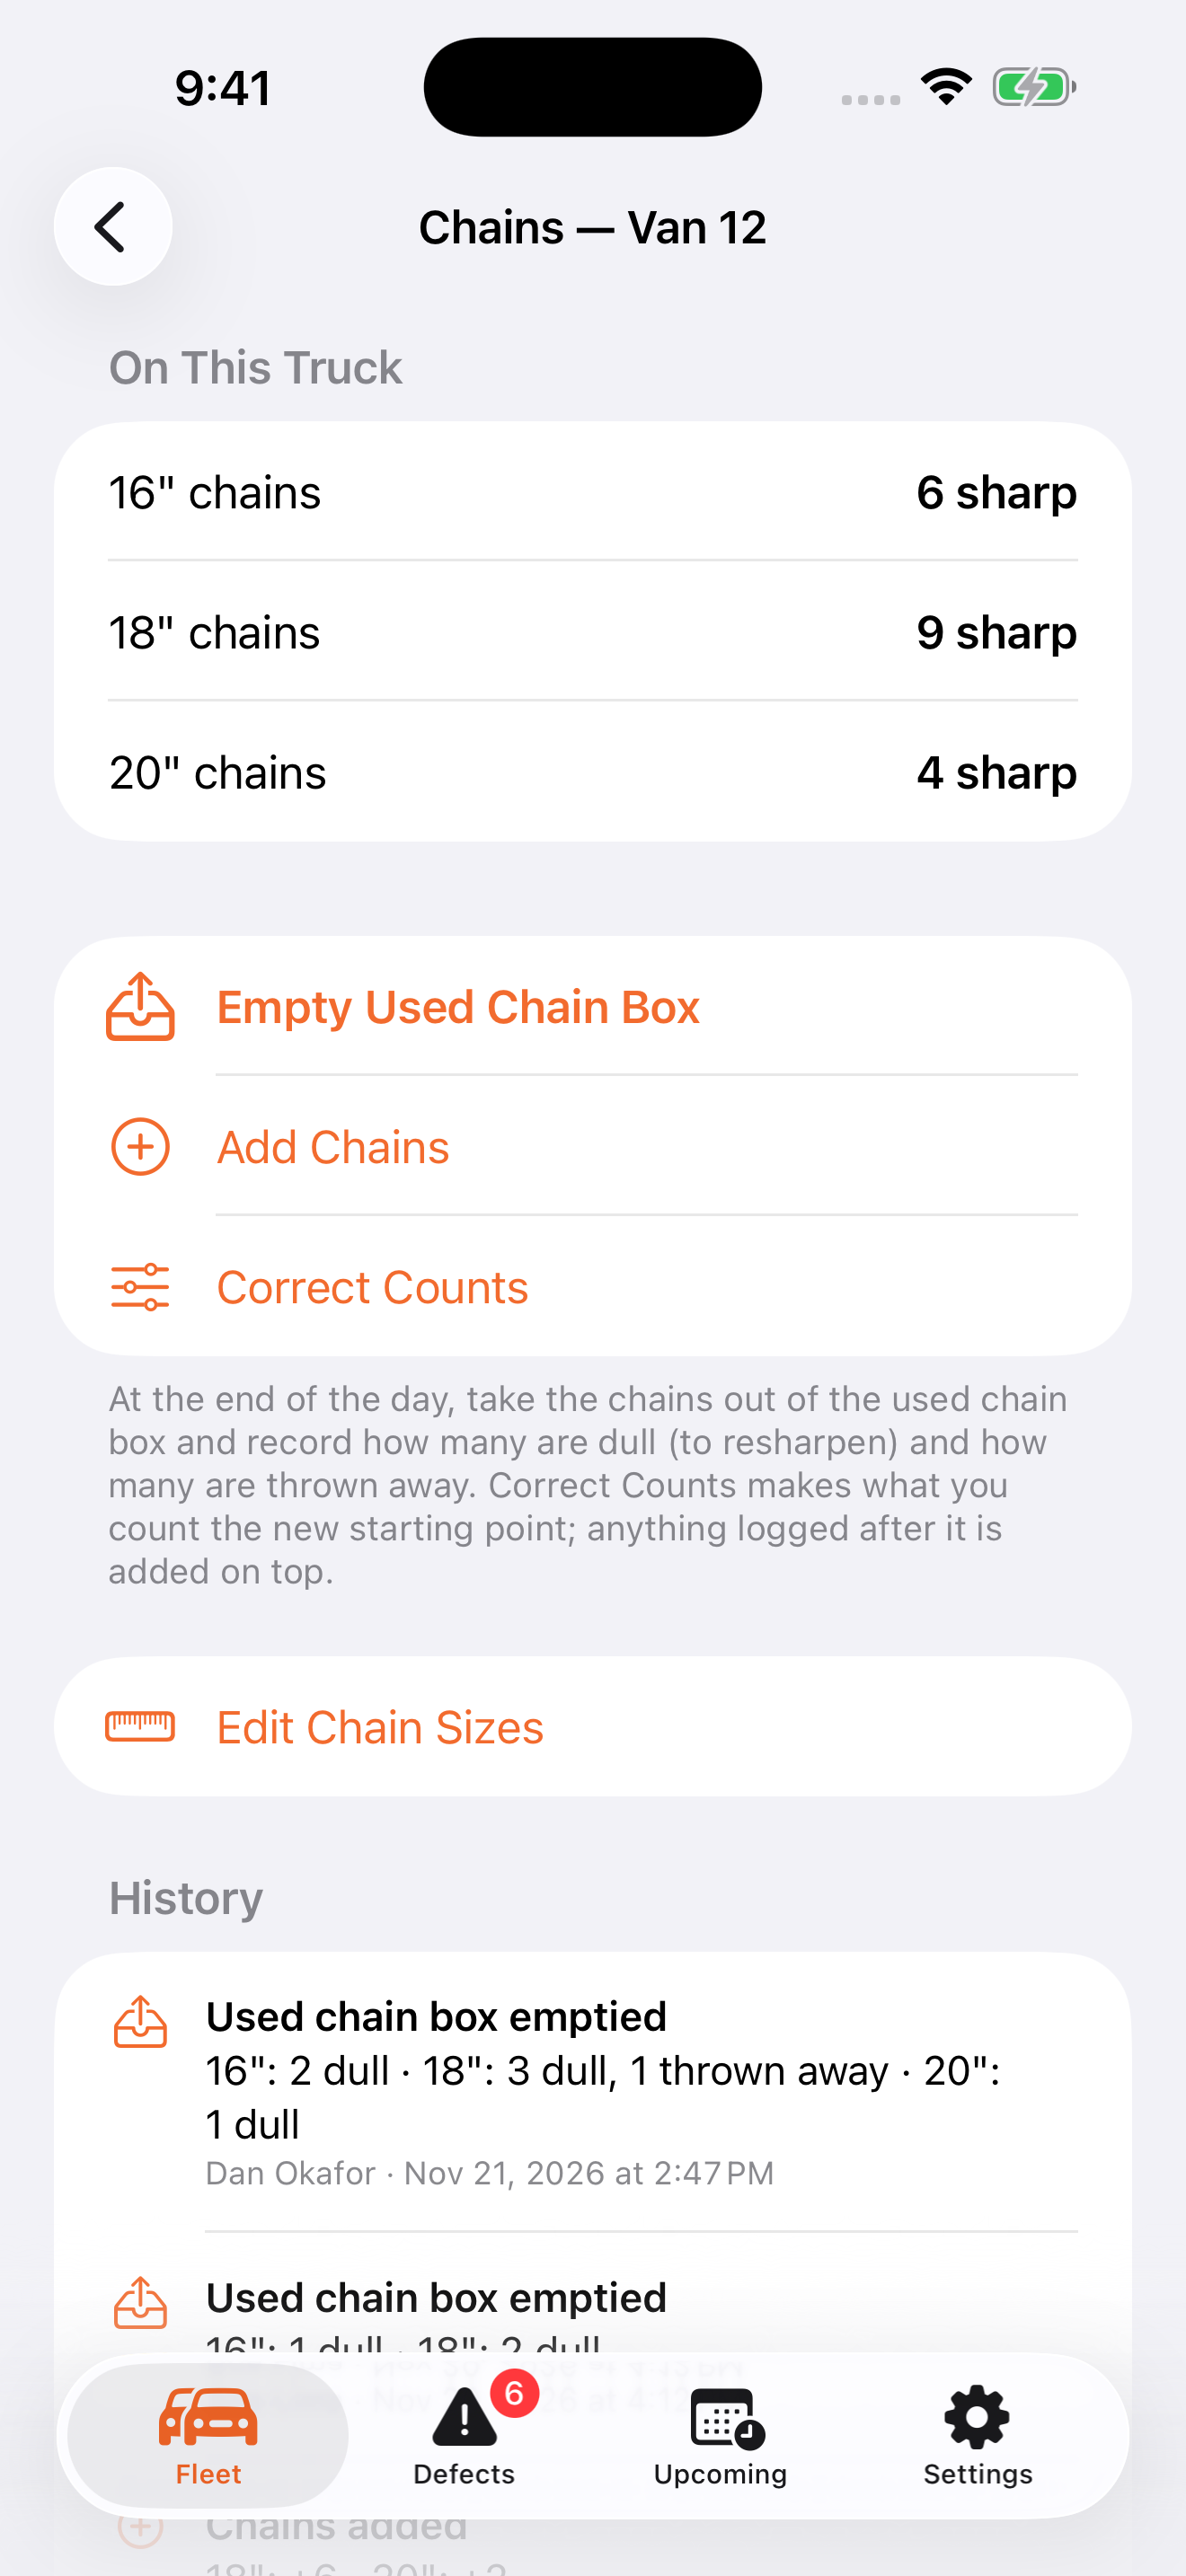 9:41
Chains — Van 12
On This Truck
16" chains
6 sharp
18" chains
9 sharp
20" chains
4 sharp
Empty Used Chain Box
Add Chains
Correct Counts
At the end of the day, take the chains out of the used chain
box and record how many are dull (to resharpen) and how
many are thrown away. Correct Counts makes what you
count the new starting point; anything logged after it is
added on top.
Edit Chain Sizes
History
Used chain box emptied
16": 2 dull · 18": 3 dull, 1 thrown away · 20":
1 dull
Dan Okafor · Nov 21, 2026 at 2:47 PM
Used chain box emptied
16": 1 dull · 18": 2 dull
6
Fleet
Defects
Upcoming
Settings
Chains added